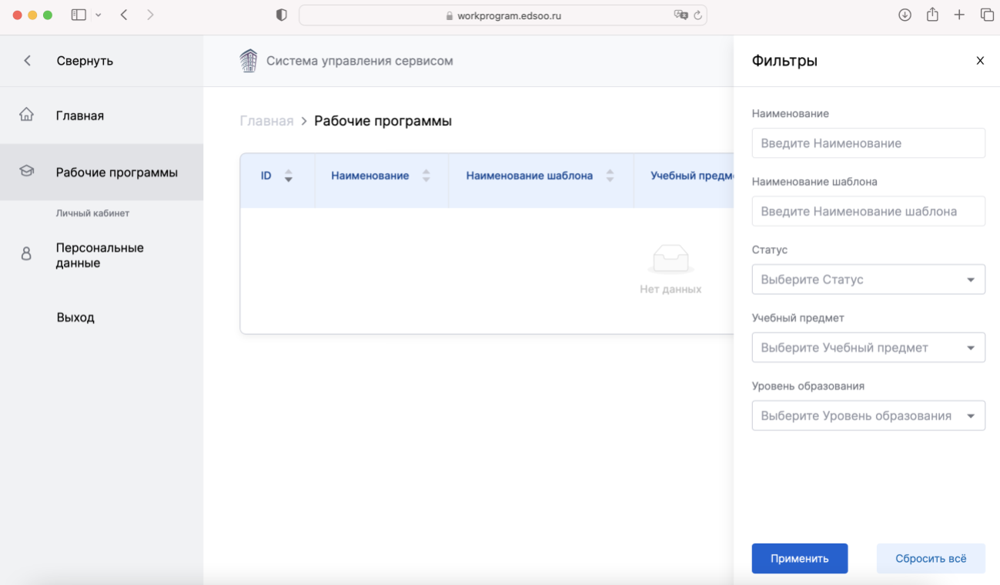 workprogram.edsoo.ru
Свернуть
Главная
Рабочие программы
Личный кабинет
Персональные
данные
Выход
Система управления сервисом
Главная > Рабочие программы
ID Наименование Наименование шаблона Учебный предм
Нет данных
Фильтры
Наименование
Введите Наименование
Наименование шаблона
Введите Наименование шаблона
Статус
Выберите Статус
Учебный предмет
Выберите Учебный предмет
Уровень образования
Выберите Уровень образования
Применить Сбросить всё